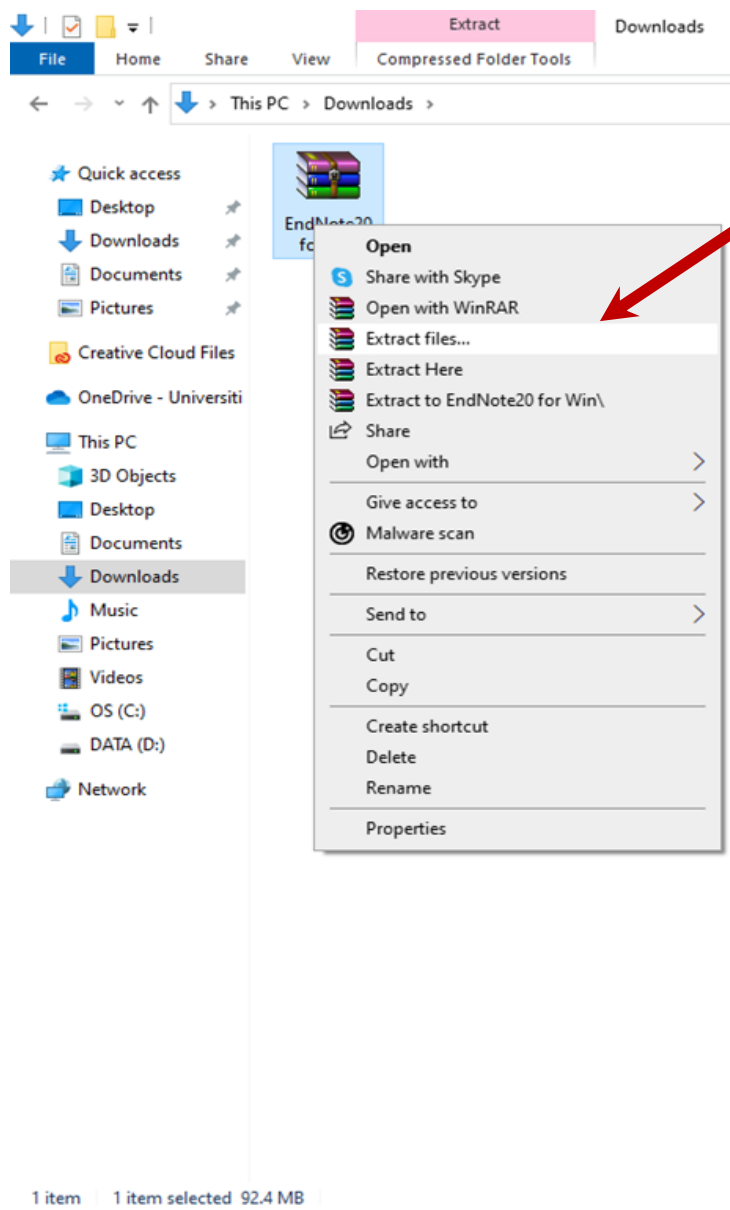 Extract
Downloads
File
Home
Share
View
Compressed Folder Tools
This PC
Downloads
Quick access
Desktop
Downloads
Documents
Pictures
Creative Cloud Files
OneDrive - Universiti
This PC
3D Objects
Desktop
Documents
Downloads
Music
Pictures
Videos
OS (C:)
DATA (D:)
Network
EndNote20
Open
Share with Skype
Open with WinRAR
Extract files...
Extract Here
Extract to EndNote20 for Win\
Share
Open with
Give access to
Malware scan
Restore previous versions
Send to
Cut
Copy
Create shortcut
Delete
Rename
Properties
1 item
1 item selected 92.4 MB